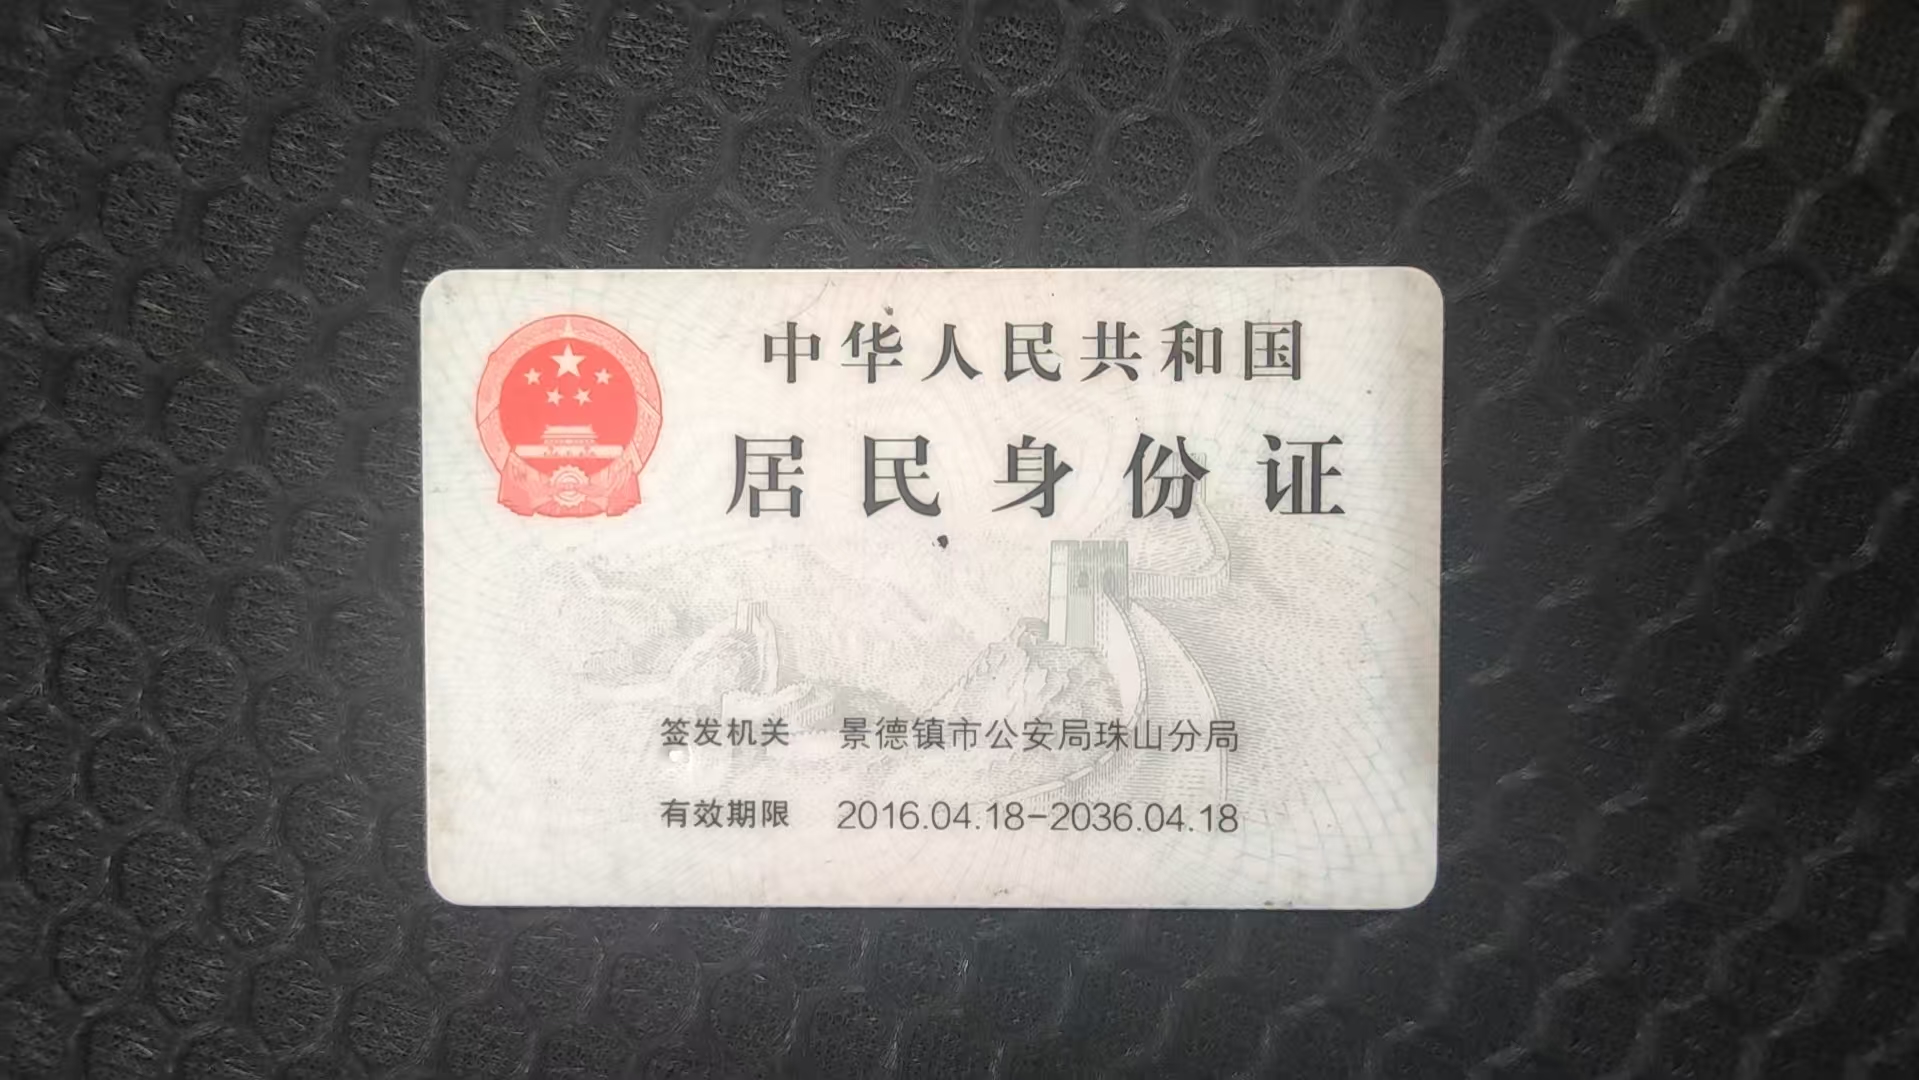 中华人民共和国
居民身份证
签发机关 景德镇市公安局珠山分局
有效期限 2016.04.18-2036.04.18